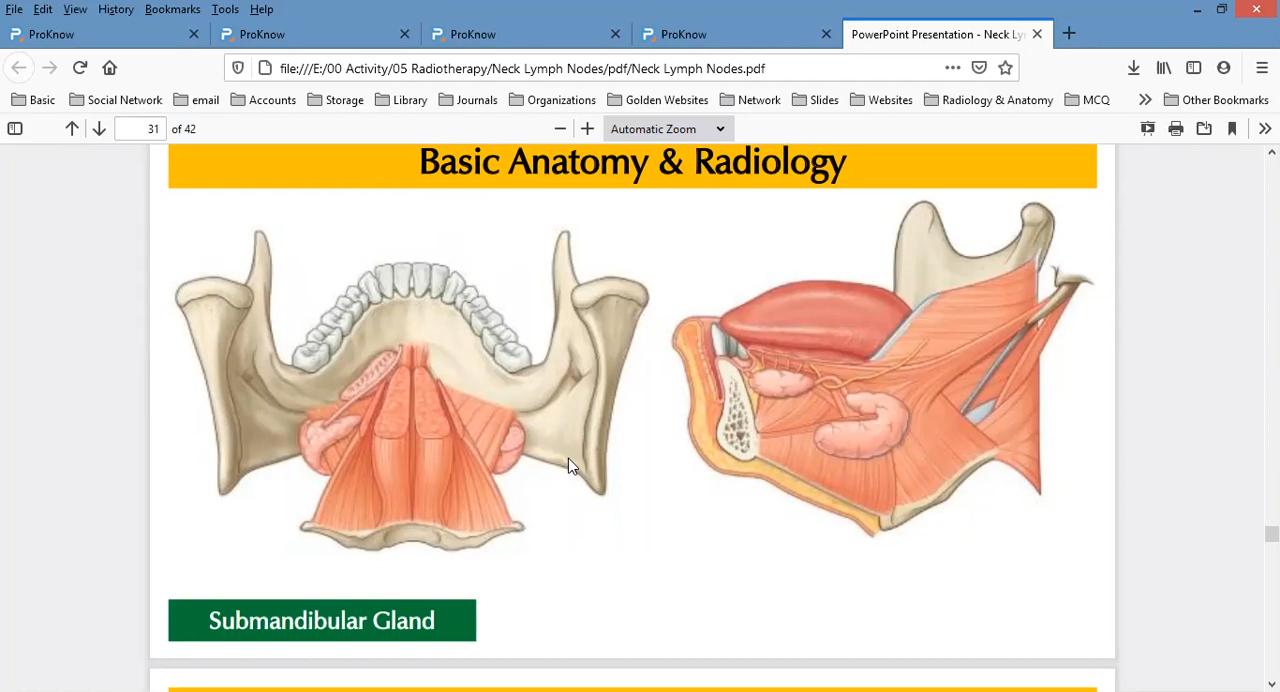 File Edit View History Bookmarks Tools Help
ProKnow ProKnow ProKnow ProKnow PowerPoint Presentation - Neck Ly
file:///E:/00 Activity/05 Radiotherapy/Neck Lymph Nodes/pdf/Neck Lymph Nodes.pdf
Basic Social Network email Accounts Storage Library Journals Organizations Golden Websites Network Slides Websites Radiology & Anatomy MCQ Other Bookmarks
31 of 42 Automatic Zoom
Basic Anatomy & Radiology
Submandibular Gland